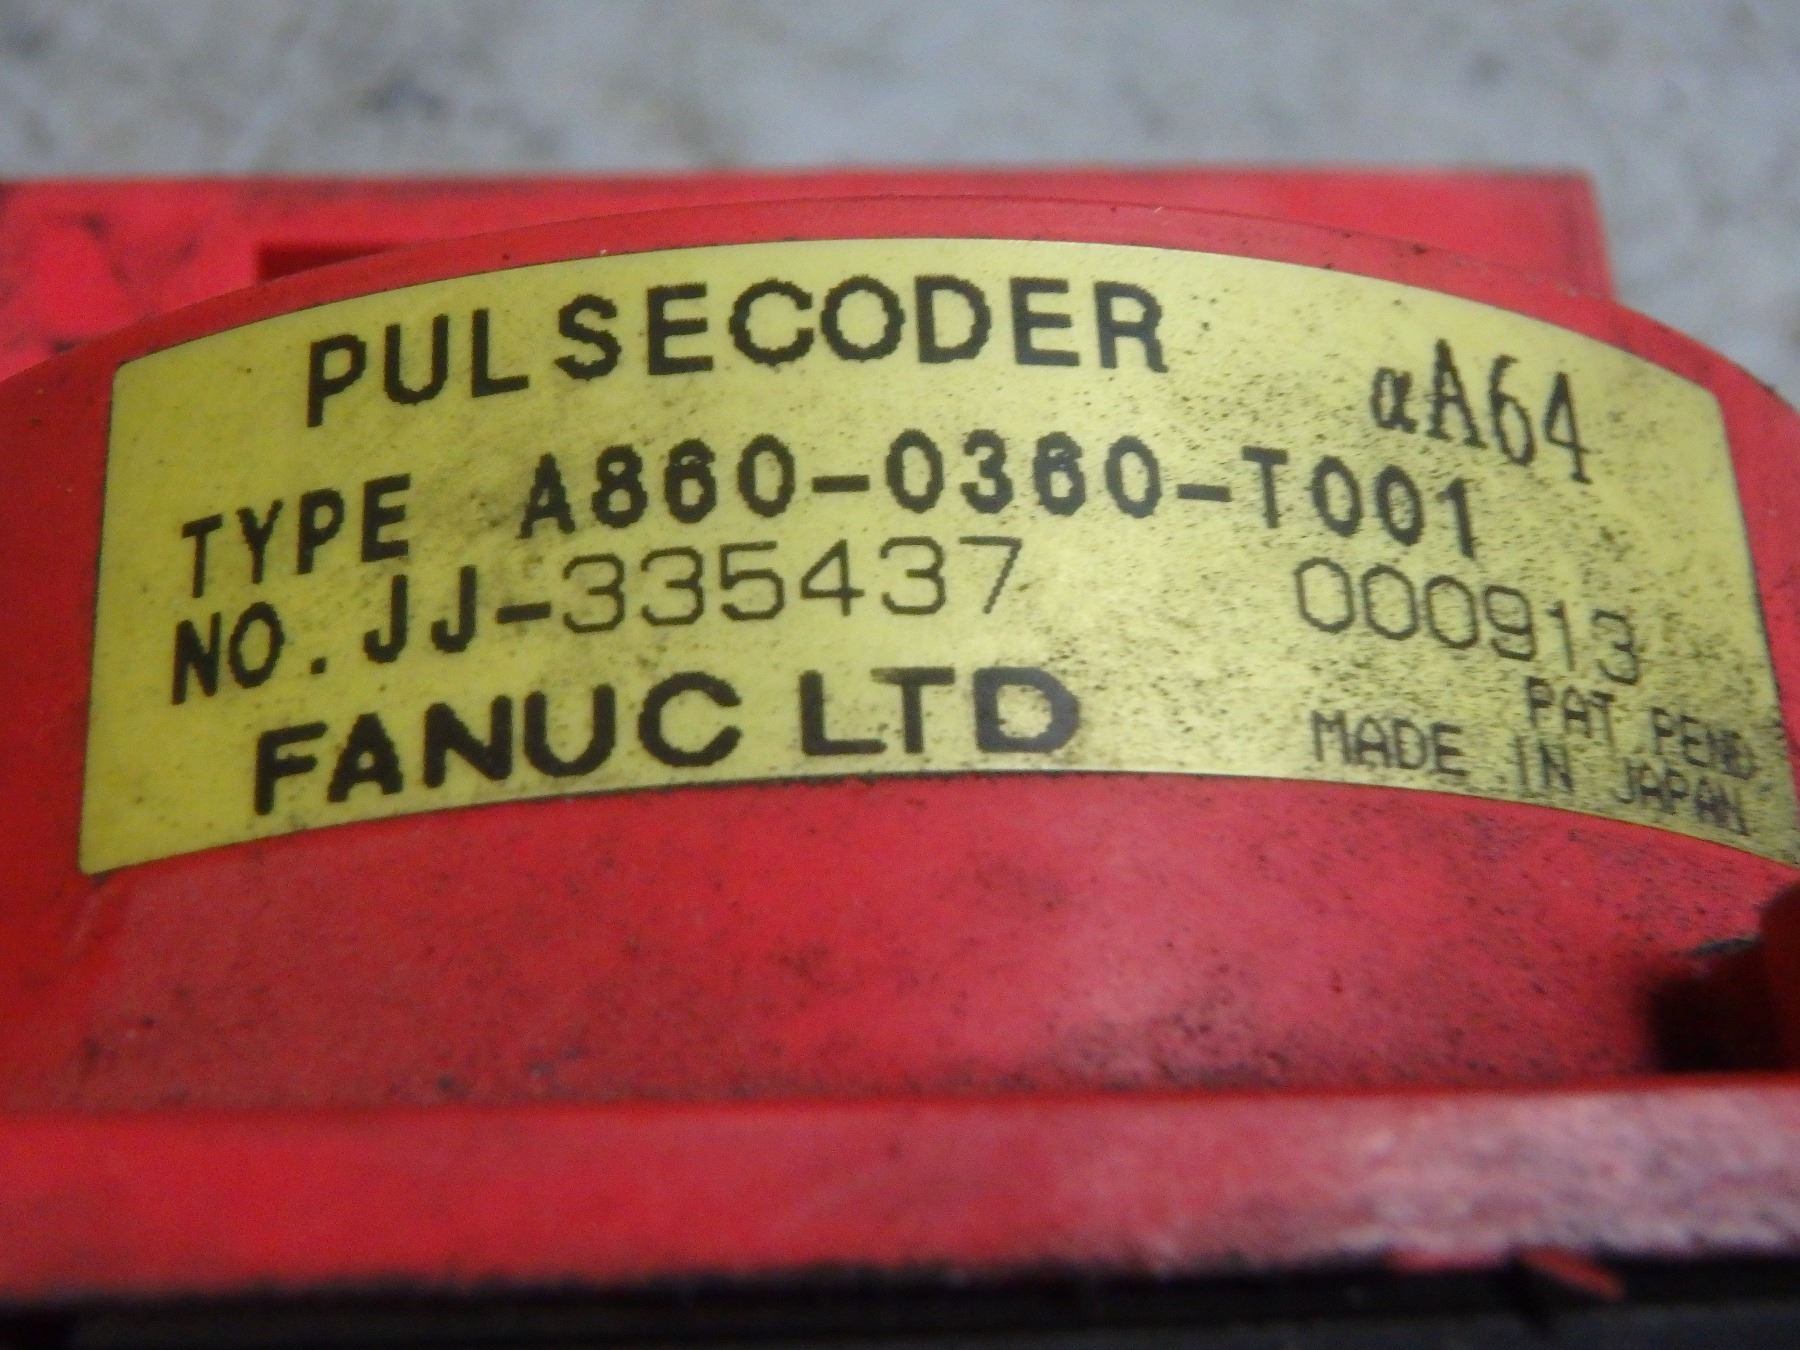 PULSECODER αA64
TYPE A860-0360-T001
NO. JJ-335437 000913
FANUC LTD
PAT. PEND
MADE IN JAPAN